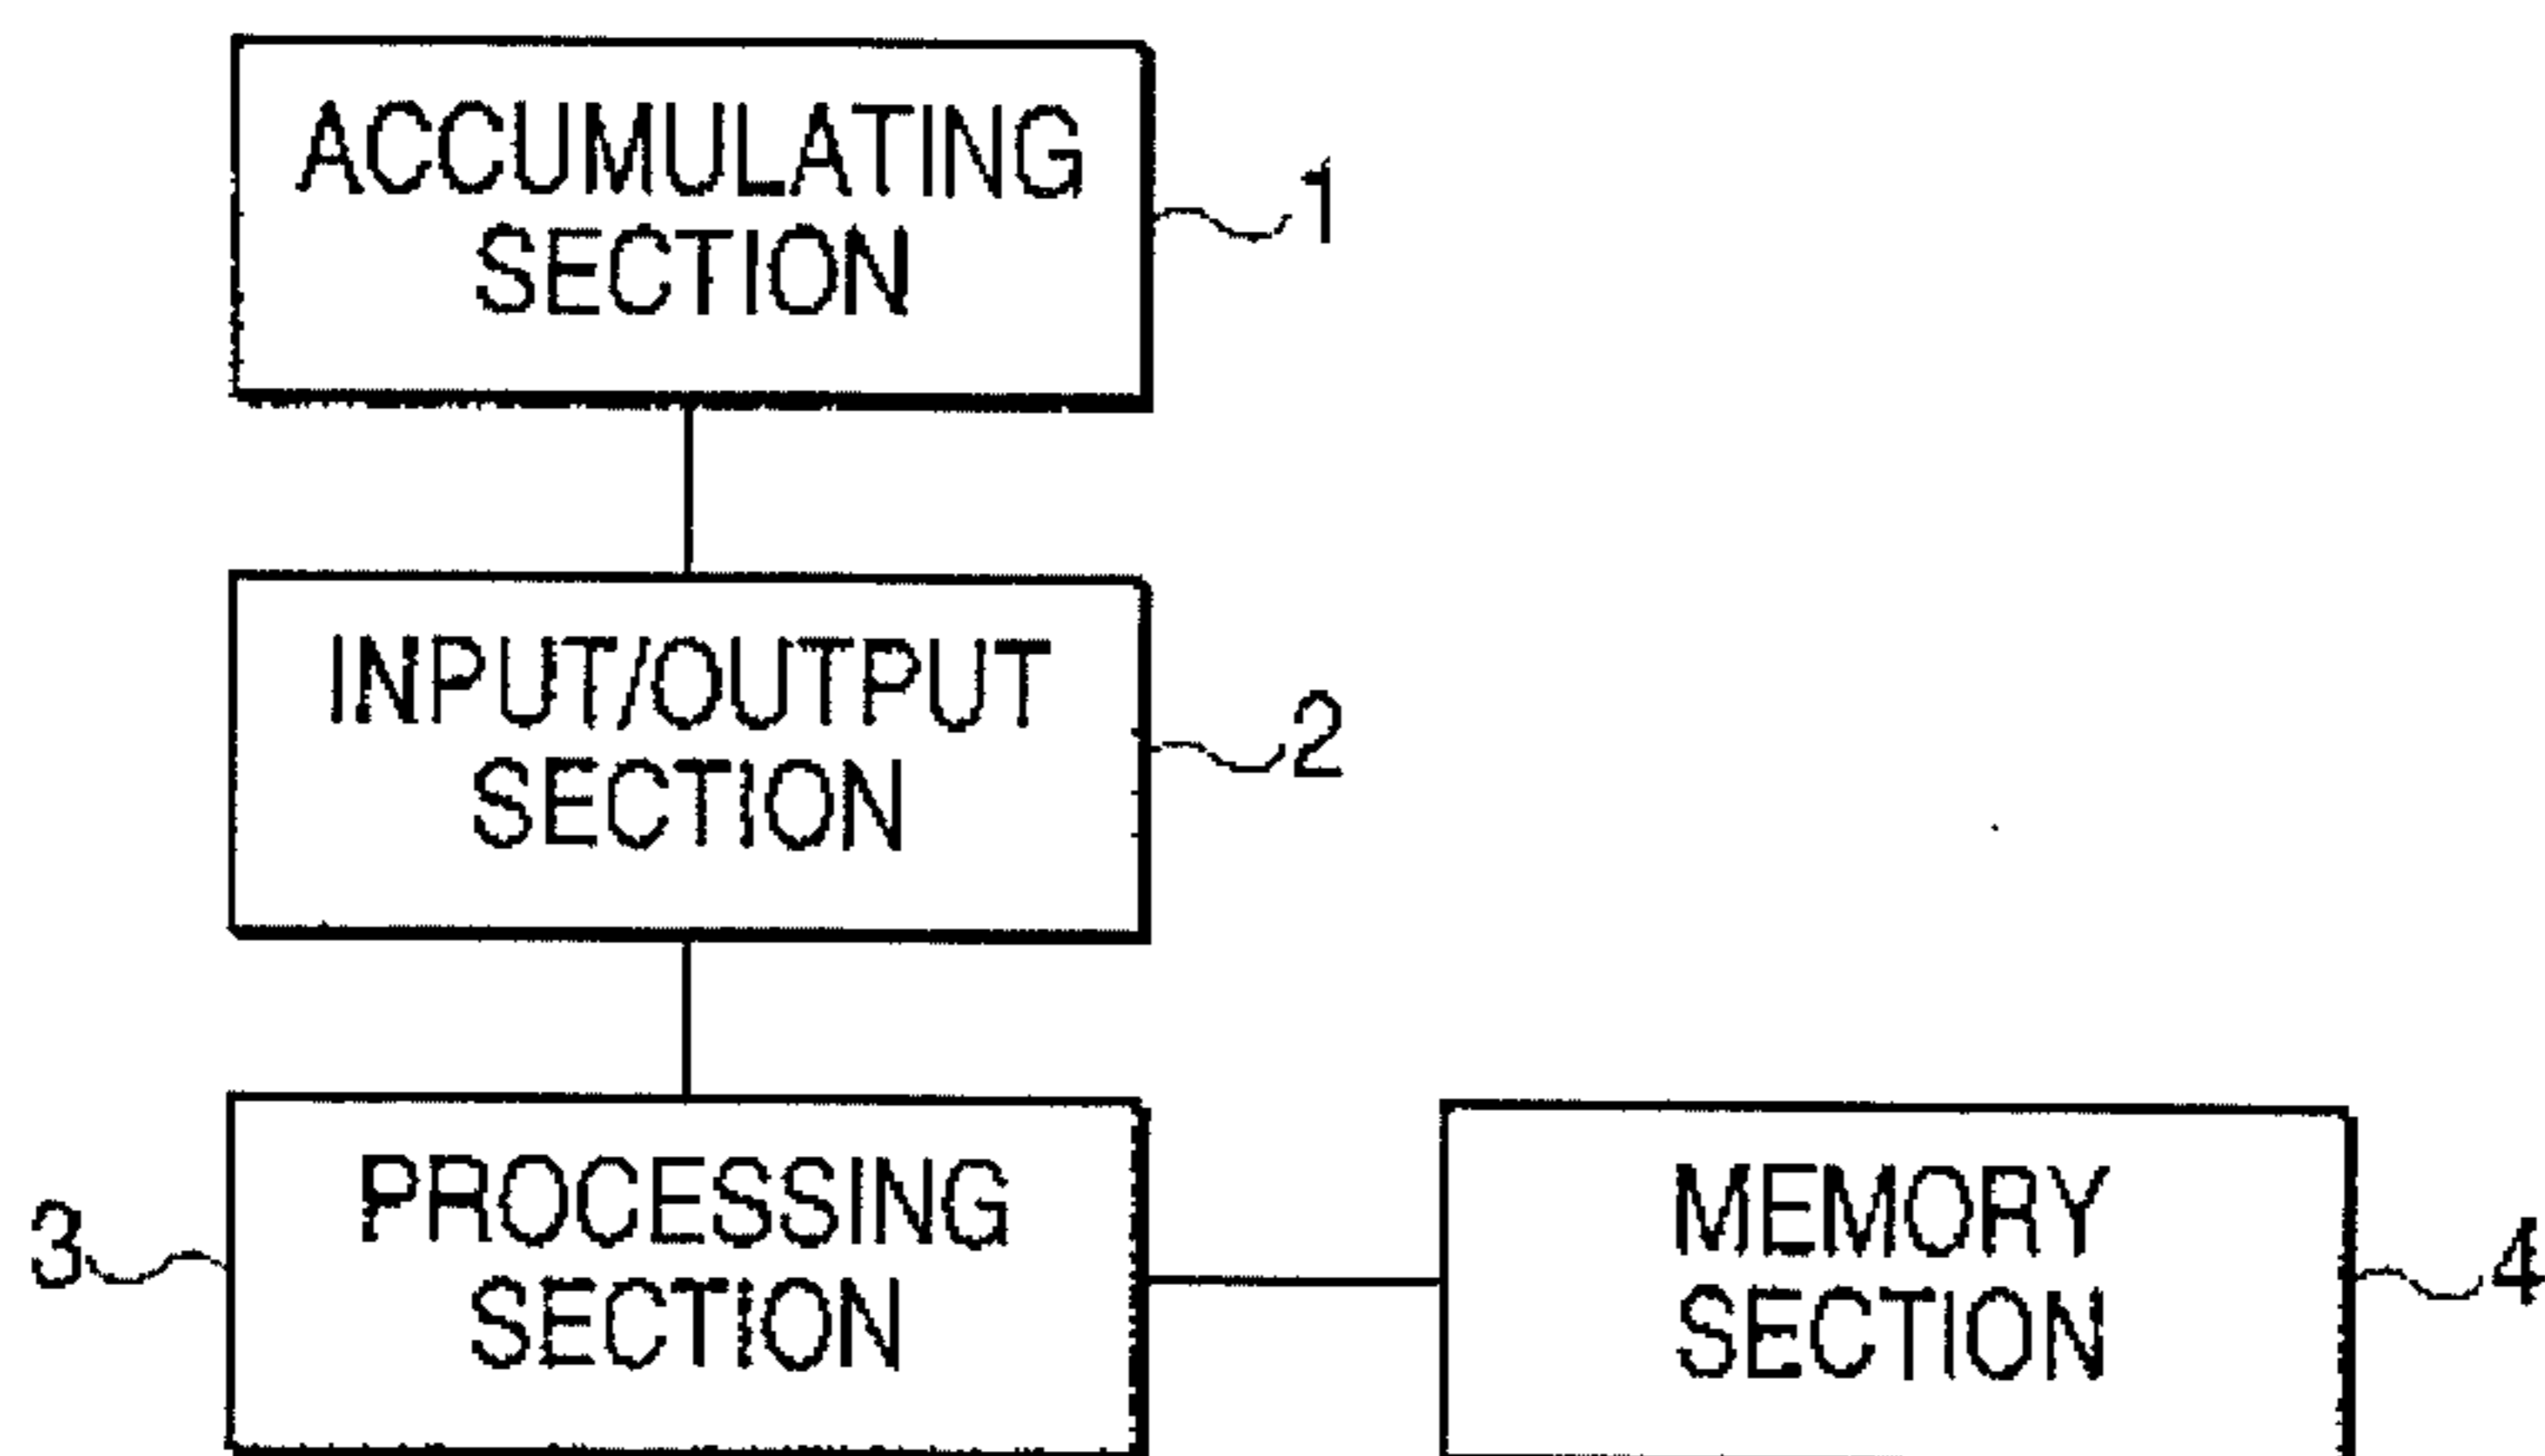 ACCUMULATING
SECTION
1
INPUT/OUTPUT
SECTION
2
3
PROCESSING
SECTION
MEMORY
SECTION
4